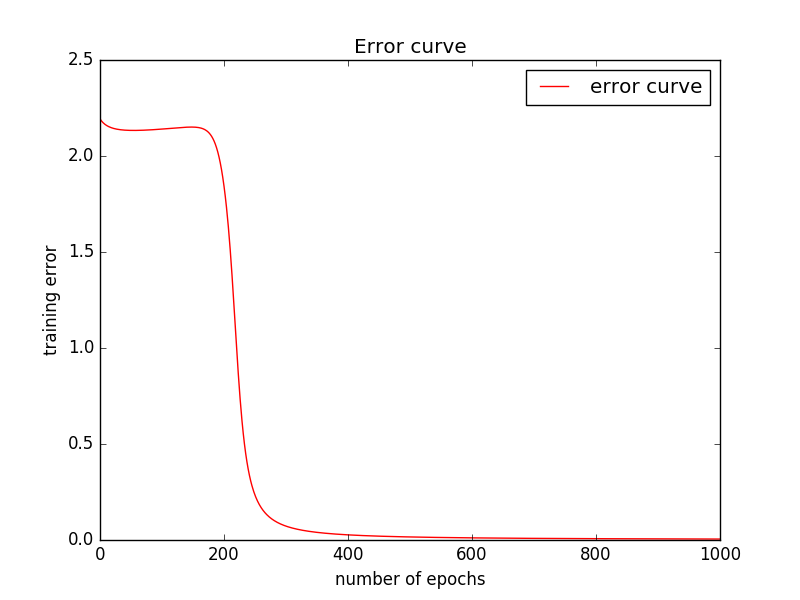 Error curve
error curve
2.5
2.0
1.5
1.0
0.5
0.0
training error
0 200 400 600 800 1000
number of epochs